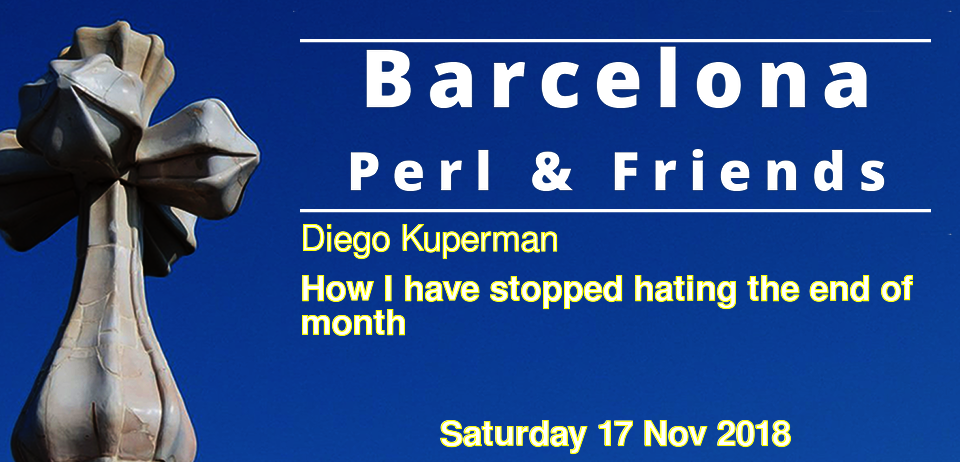 Barcelona
Perl & Friends
Diego Kuperman
How I have stopped hating the end of
month
Saturday 17 Nov 2018